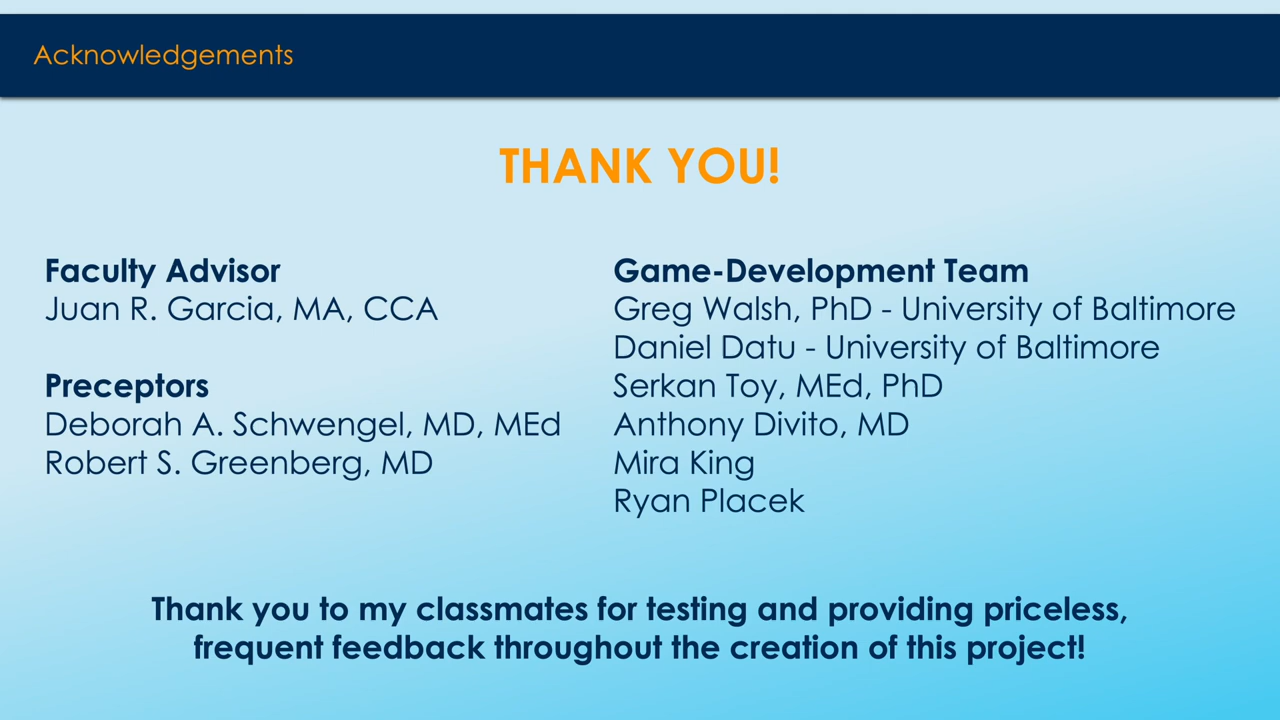 Acknowledgements
THANK YOU!
Faculty Advisor
Juan R. Garcia, MA, CCA
Preceptors
Deborah A. Schwengel, MD, MEd
Robert S. Greenberg, MD
Game-Development Team
Greg Walsh, PhD - University of Baltimore
Daniel Datu - University of Baltimore
Serkan Toy, MEd, PhD
Anthony Divito, MD
Mira King
Ryan Placek
Thank you to my classmates for testing and providing priceless,
frequent feedback throughout the creation of this project!